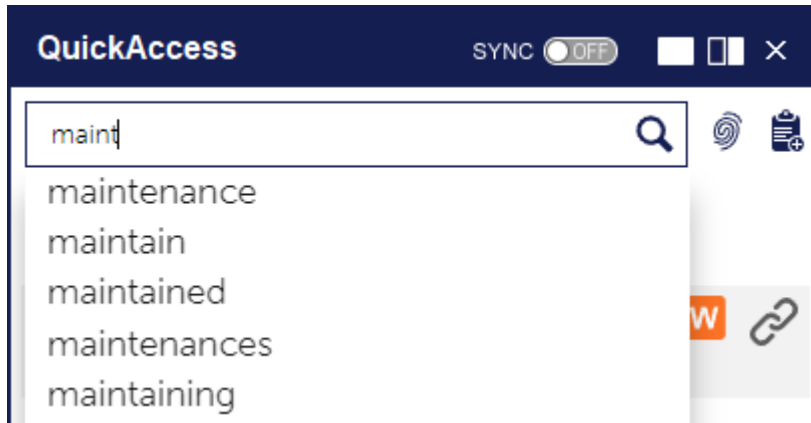 QuickAccess SYNC OFF
maint
maintenance
maintain
maintained
W
maintenances
maintaining